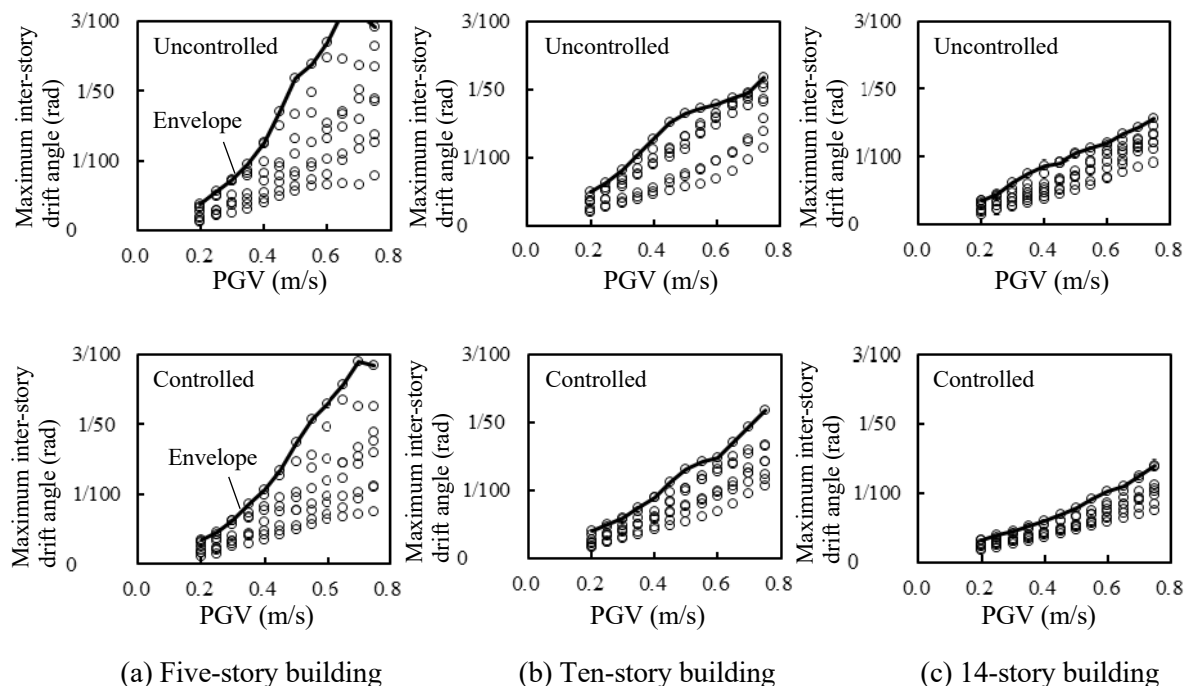 Maximum inter-story
drift angle (rad)
3/100
1/50
1/100
0
Uncontrolled
Envelope
0.0 0.2 0.4 0.6 0.8
PGV (m/s)
Maximum inter-story
drift angle (rad)
3/100
1/50
1/100
0
Uncontrolled
0.0 0.2 0.4 0.6 0.8
PGV (m/s)
Maximum inter-story
drift angle (rad)
3/100
1/50
1/100
0
Uncontrolled
0.0 0.2 0.4 0.6 0.8
PGV (m/s)
Maximum inter-story
drift angle (rad)
3/100
1/50
1/100
0
Controlled
Envelope
0.0 0.2 0.4 0.6 0.8
PGV (m/s)
Maximum inter-story
drift angle (rad)
3/100
1/50
1/100
0
Controlled
0.0 0.2 0.4 0.6 0.8
PGV (m/s)
Maximum inter-story
drift angle (rad)
3/100
1/50
1/100
0
Controlled
0.0 0.2 0.4 0.6 0.8
PGV (m/s)
(a) Five-story building
(b) Ten-story building
(c) 14-story building